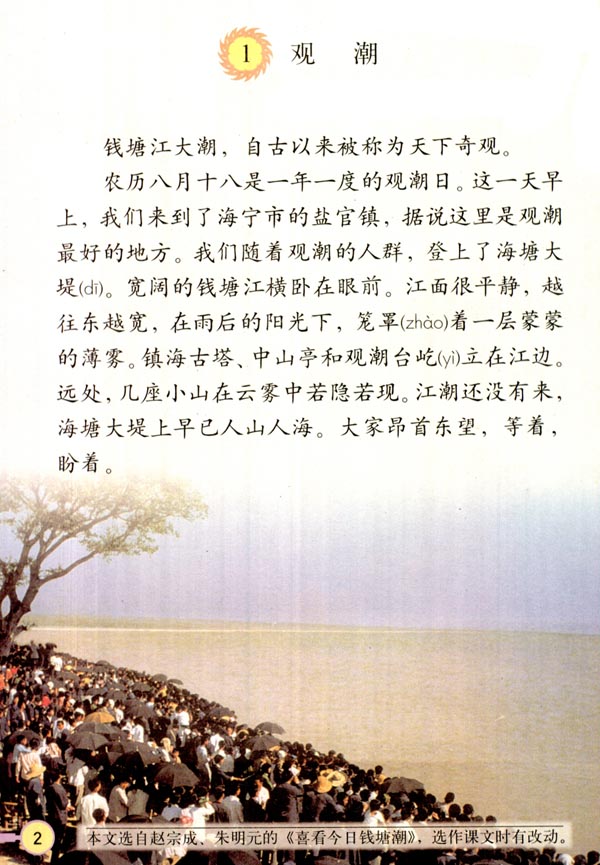 1 观 潮
钱塘江大潮，自古以来被称为天下奇观。
农历八月十八是一年一度的观潮日。这一天早
上，我们来到了海宁市的盐官镇，据说这里是观潮
最好的地方。我们随着观潮的人群，登上了海塘大
堤(dī)。宽阔的钱塘江横卧在眼前。江面很平静，越
往东越宽，在雨后的阳光下，笼罩(zhào)着一层蒙蒙
的薄雾。镇海古塔、中山亭和观潮台屹(yì)立在江边。
远处，几座小山在云雾中若隐若现。江潮还没有来，
海塘大堤上早已人山人海。大家昂首东望，等着，
盼着。
2
本文选自赵宗成、朱明元的《喜看今日钱塘潮》，选作课文时有改动。